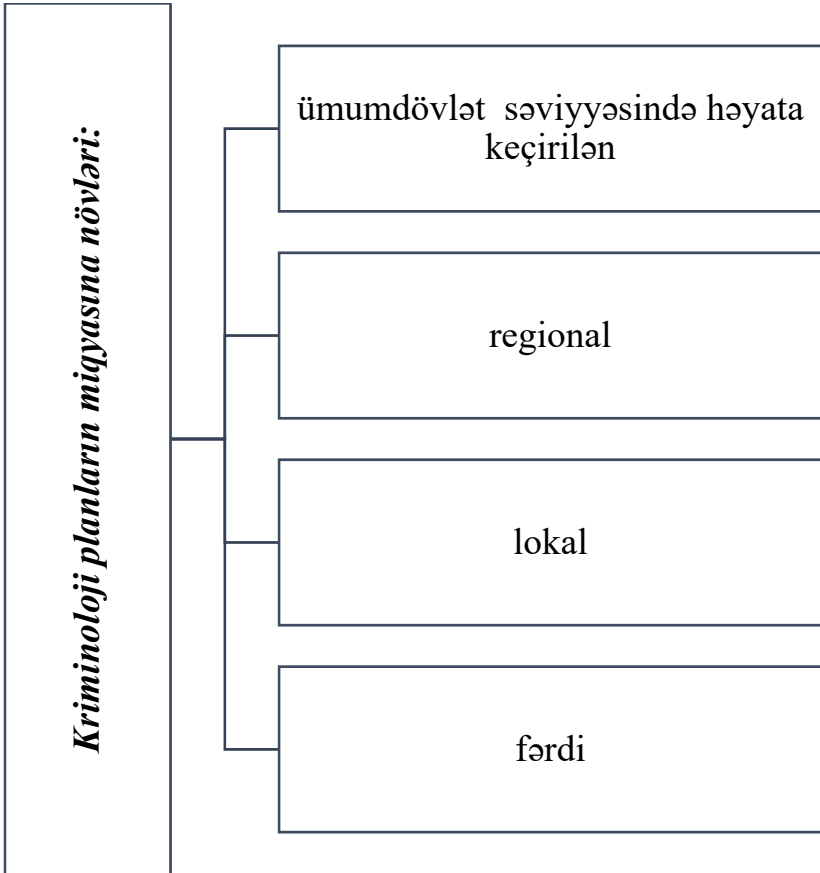 Kriminoloji planların miqyasına növləri:
ümumdövlət səviyyəsində həyata
keçirilən
regional
lokal
fərdi